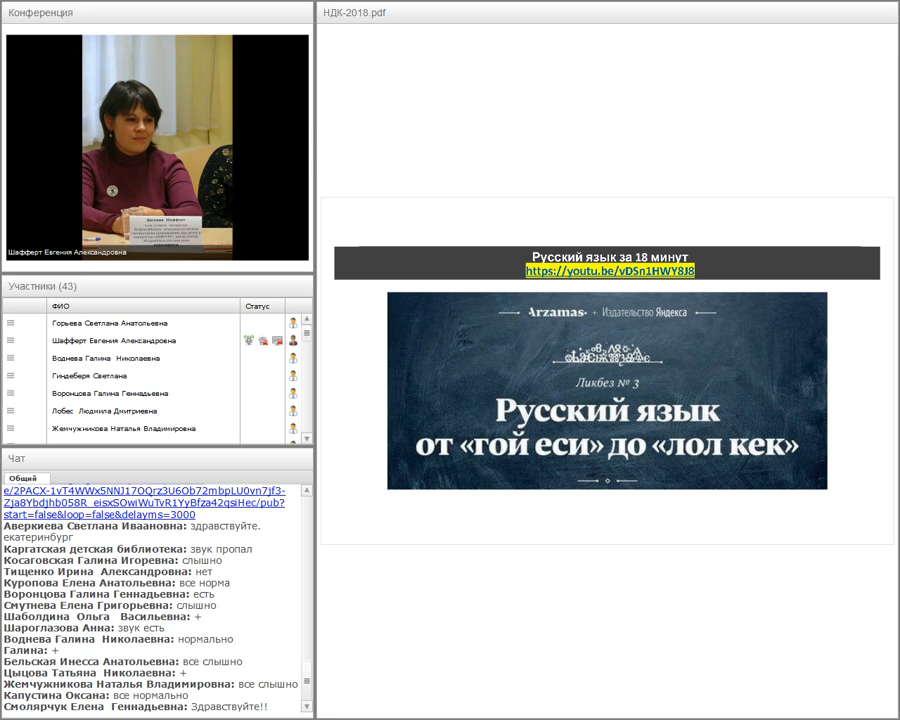 Конференция
Евгения Шафферт
Шафферт Евгения Александровна
Участники (43)
ФИО Статус
Горьева Светлана Анатольевна
Шафферт Евгения Александровна
Воднева Галина Николаевна
Гиндеберя Светлана
Воронцова Галина Геннадьевна
Лобес Людмила Дмитриевна
Жемчужникова Наталья Владимировна
Чат
Общий
e/2PACX-1vT4WWx5NNJ17OQrz3U6Ob72mbpLU0vn7jf3-
Zja8Ybdjhb058R_eisxSOwiWuTvR1YyBfza42qsiHec/pub?
start=false&loop=false&delayms=3000
Аверкиева Светлана Иваановна: здравствуйте.
екатеринбург
Каргатская детская библиотека: звук пропал
Косаговская Галина Игоревна: слышно
Тищенко Ирина Александровна: нет
Куропова Елена Анатольевна: все норма
Воронцова Галина Геннадьевна: есть
Смутнева Елена Григорьевна: слышно
Шаболдина Ольга Васильевна: +
Шароглазова Анна: звук есть
Воднева Галина Николаевна: нормально
Галина: +
Бельская Инесса Анатольевна: все слышно
Цыцова Татьяна Николаевна: +
Жемчужникова Наталья Владимировна: все слышно
Капустина Оксана: все нормально
Смолярчук Елена Геннадьевна: Здравствуйте!!
НДК-2018.pdf
Русский язык за 18 минут
https://youtu.be/vDSn1HWY8J8
Arzamas + Издательство Яндекса
Ликбез № 3
Русский язык
от «гой еси» до «лол кек»